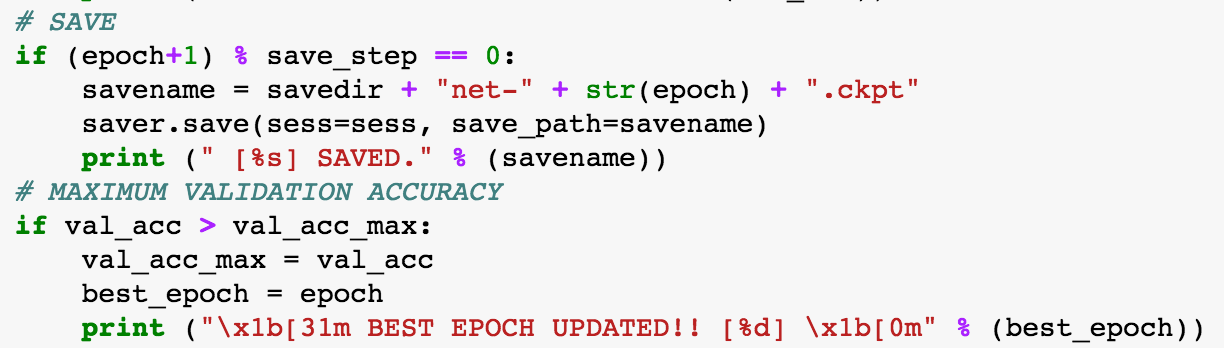 # SAVE
if (epoch+1) % save_step == 0:
    savename = savedir + "net-" + str(epoch) + ".ckpt"
    saver.save(sess=sess, save_path=savename)
    print (" [%s] SAVED." % (savename))
# MAXIMUM VALIDATION ACCURACY
if val_acc > val_acc_max:
    val_acc_max = val_acc
    best_epoch = epoch
    print ("\x1b[31m BEST EPOCH UPDATED!! [%d] \x1b[0m" % (best_epoch))